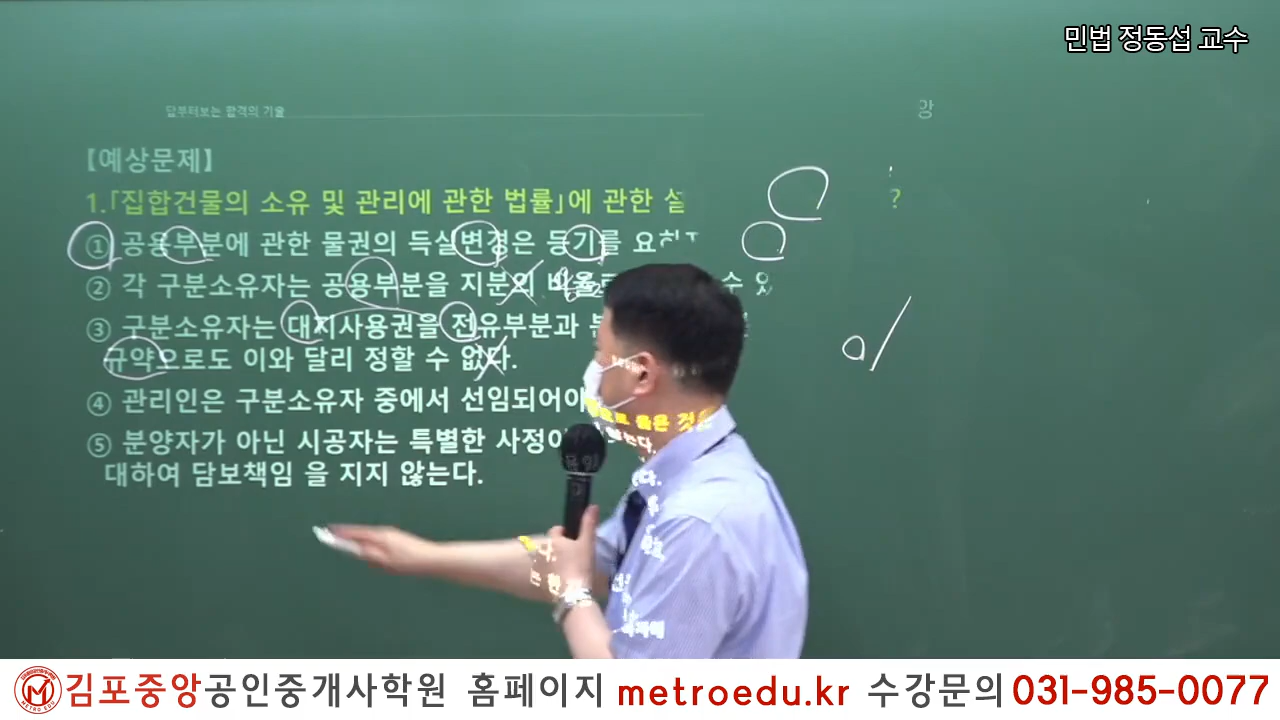 민법 정동섭 교수
답부터보는 합격의 기술
앙
【예상문제】
1.「집합건물의 소유 및 관리에 관한 법률」에 관한 설 ?
① 공용부분에 관한 물권의 득실변경은 등기를 요하지
② 각 구분소유자는 공용부분을 지분의 비율로 수 있
③ 구분소유자는 대지사용권을 전유부분과
규약으로도 이와 달리 정할 수 없다.
④ 관리인은 구분소유자 중에서 선임되어야
⑤ 분양자가 아닌 시공자는 특별한 사정이
대하여 담보책임 을 지지 않는다.
METRO EDU
김포중앙공인중개사학원 홈페이지 metroedu.kr 수강문의 031-985-0077